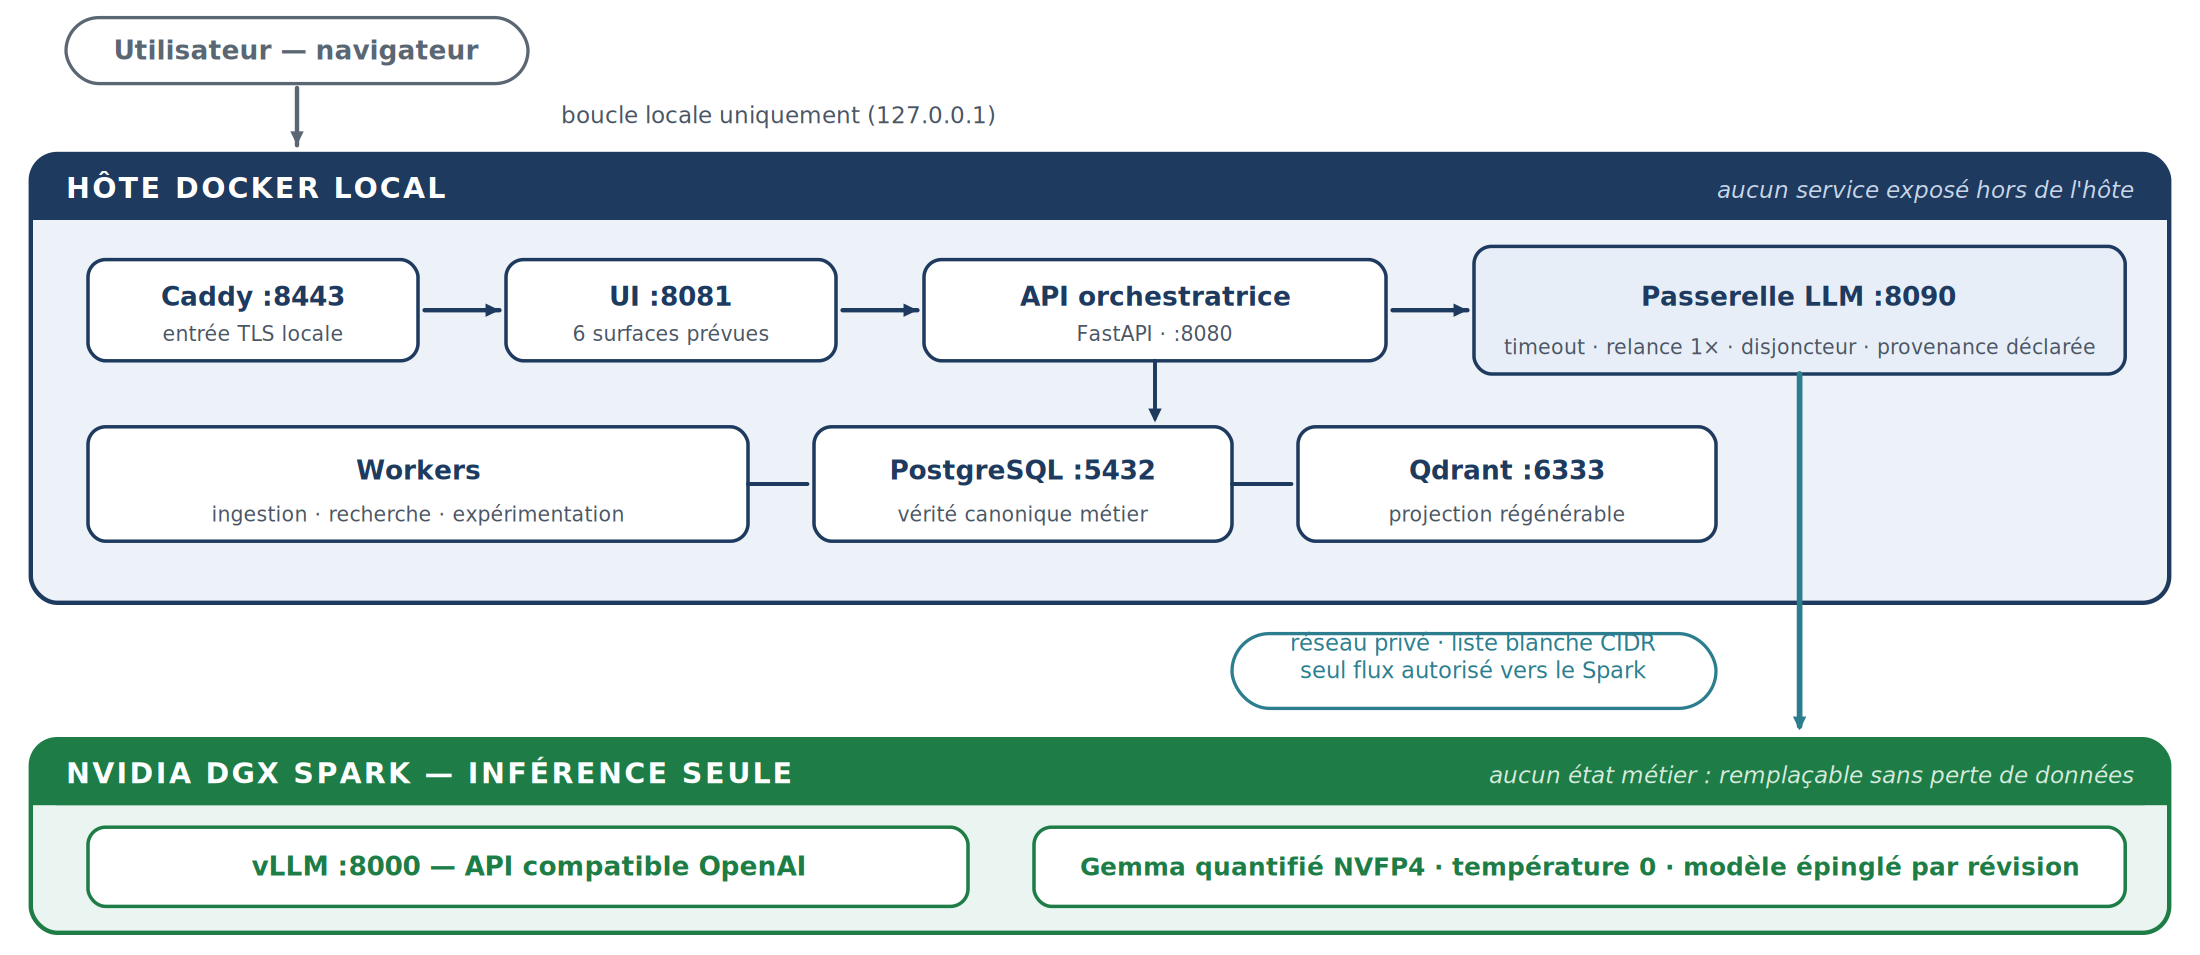 Utilisateur — navigateur
boucle locale uniquement (127.0.0.1)
HÔTE DOCKER LOCAL
aucun service exposé hors de l'hôte
Caddy :8443
entrée TLS locale
UI :8081
6 surfaces prévues
API orchestratrice
FastAPI · :8080
Passerelle LLM :8090
timeout · relance 1× · disjoncteur · provenance déclarée
Workers
ingestion · recherche · expérimentation
PostgreSQL :5432
vérité canonique métier
Qdrant :6333
projection régénérable
réseau privé · liste blanche CIDR
seul flux autorisé vers le Spark
NVIDIA DGX SPARK — INFÉRENCE SEULE
aucun état métier : remplaçable sans perte de données
vLLM :8000 — API compatible OpenAI
Gemma quantifié NVFP4 · température 0 · modèle épinglé par révision